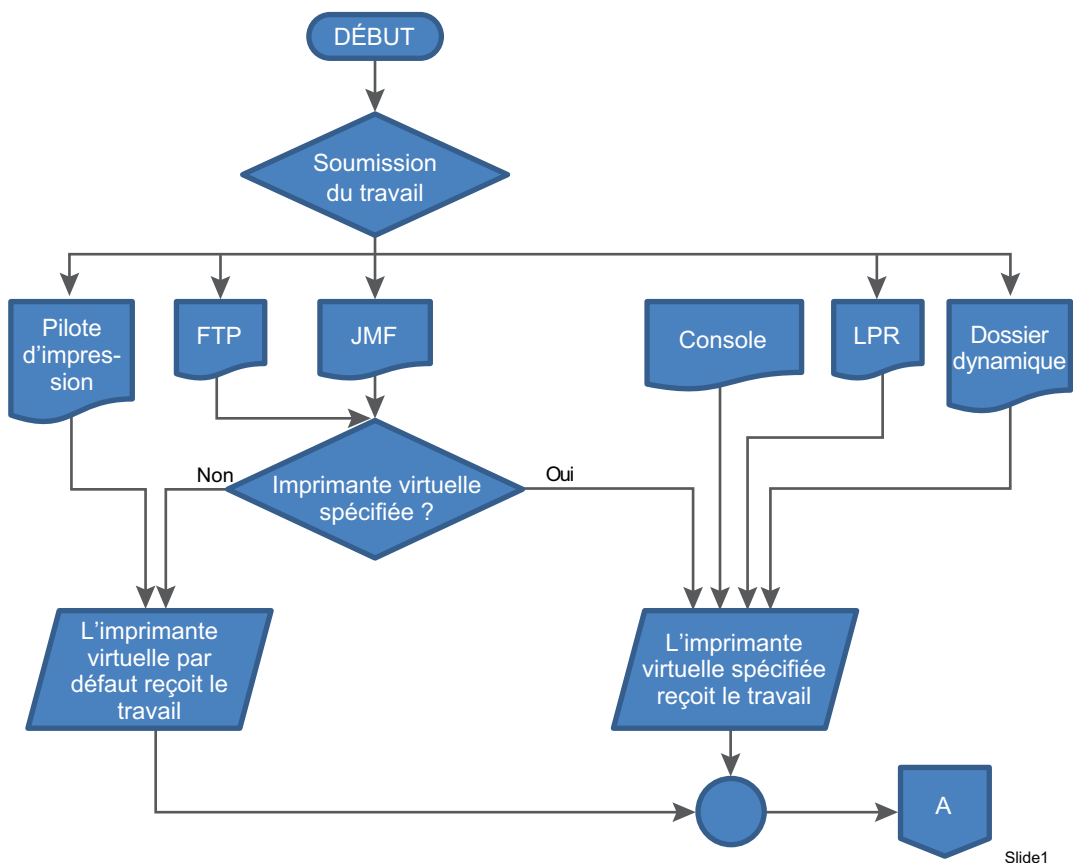 DÉBUT
Soumission
du travail
Pilote
d'impres-
sion
FTP
JMF
Console
LPR
Dossier
dynamique
Non
Imprimante virtuelle
spécifiée ?
Oui
L'imprimante
virtuelle par
défaut reçoit le
travail
L'imprimante
virtuelle spécifiée
reçoit le travail
A
Slide1